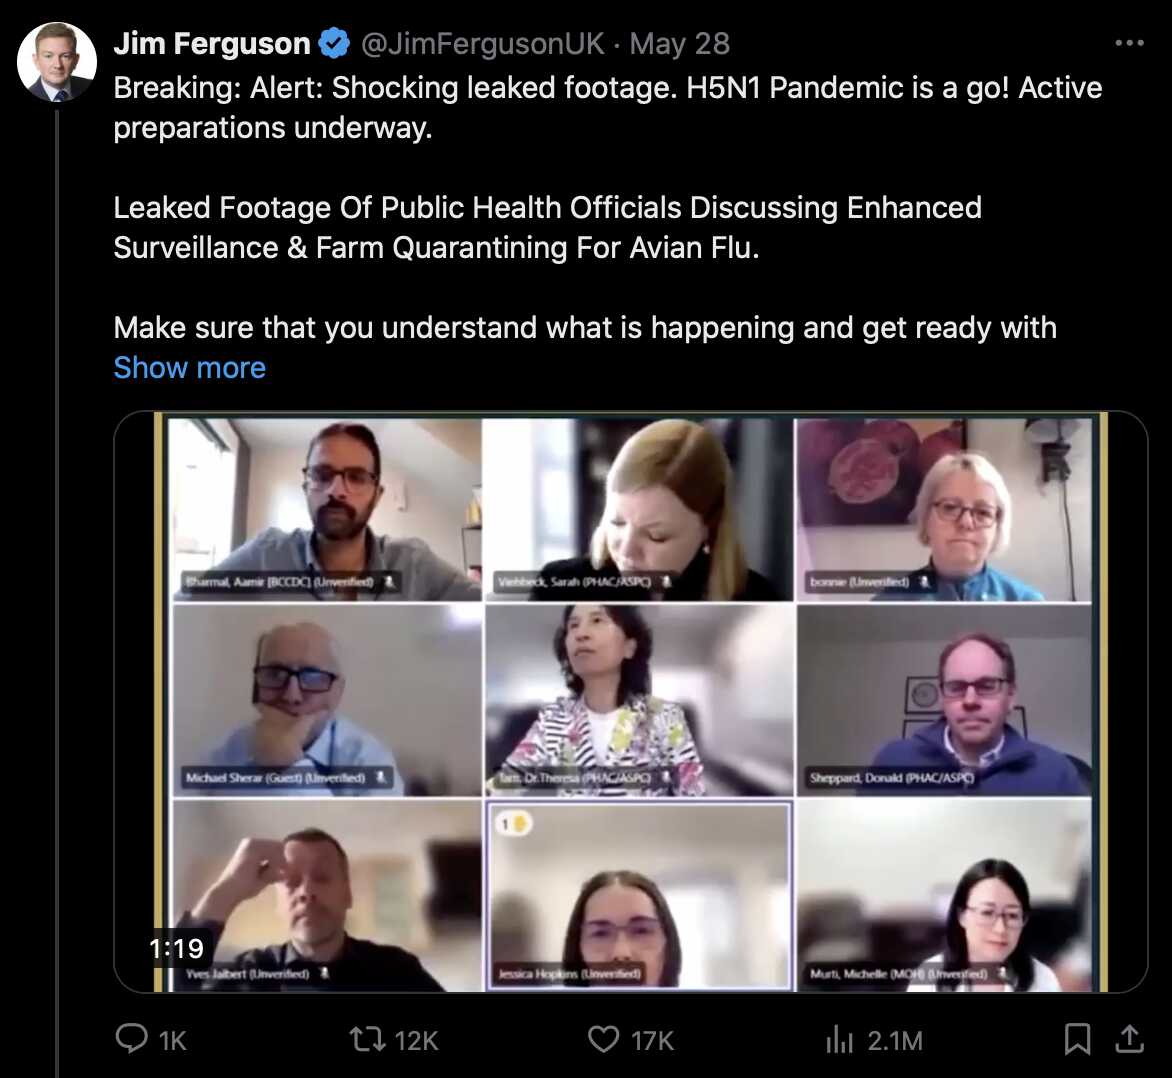 Jim Ferguson @JimFergusonUK · May 28
Breaking: Alert: Shocking leaked footage. H5N1 Pandemic is a go! Active
preparations underway.
Leaked Footage Of Public Health Officials Discussing Enhanced
Surveillance & Farm Quarantining For Avian Flu.
Make sure that you understand what is happening and get ready with
Show more
Bharmal, Aamir [BCCDC] (Unverified)
Viehbeck, Sarah (PHAC/ASPC)
bonnie (Unverified)
Michael Sherar (Guest) (Unverified)
Tam, Dr.Theresa (PHAC/ASPC)
Sheppard, Donald (PHAC/ASPC)
1
1:19
Yves Jalbert (Unverified)
Jessica Hopkins (Unverified)
Murti, Michelle (MOH) (Unverified)
1K
12K
17K
2.1M